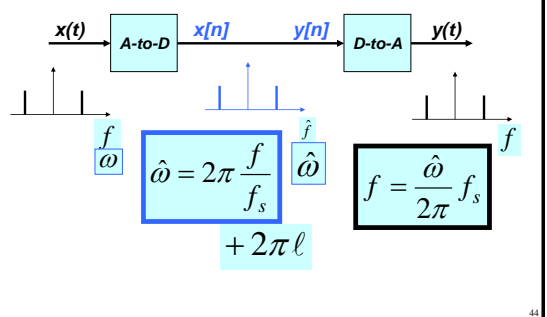 x(t) A-to-D x[n] y[n] D-to-A y(t)
f f̂ f
ω ω̂
ω̂ = 2π f/f_s
+ 2πℓ
f = ω̂/2π f_s
44